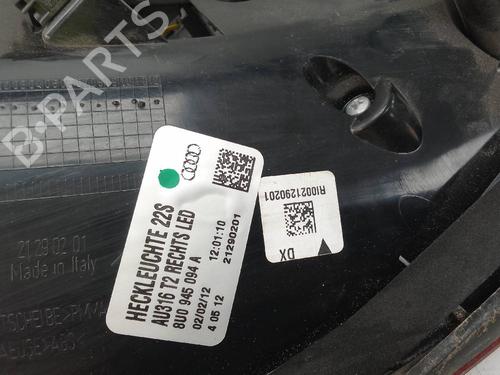 B-PARTS
HECKLEUCHTE 22S
AU316 T2 RECHTS LED
8U0 945 094 A
02/02/12 12:01:10
4 05 12 21290201
RI0021290201
DX
21 29 02 01
Made in Italy